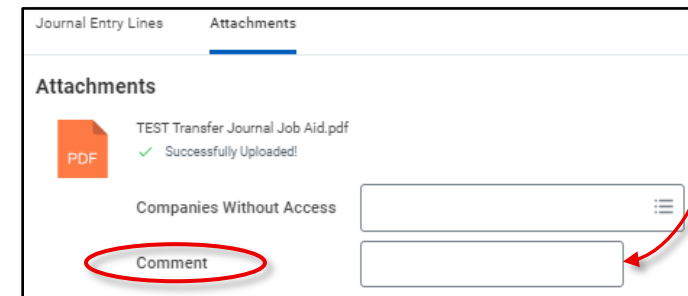 Journal Entry Lines Attachments
Attachments
TEST Transfer Journal Job Aid.pdf
PDF
Successfully Uploaded!
Companies Without Access
Comment